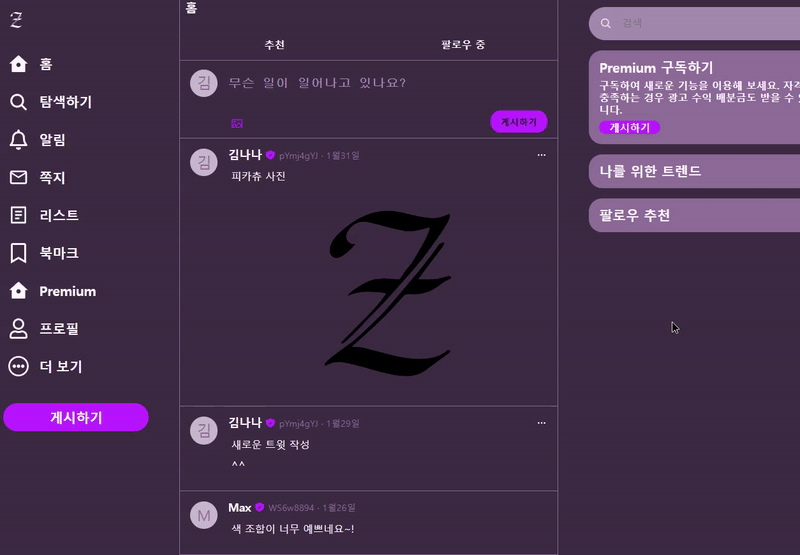 Z
홈
탐색하기
알림
쪽지
리스트
북마크
Premium
프로필
더 보기
게시하기
홈
추천
팔로우 중
김
무슨 일이 일어나고 있나요?
게시하기
김
김나나 pYmj4gYJ · 1월31일
피카츄 사진
Z
김
김나나 pYmj4gYJ · 1월29일
새로운 트윗 작성
^^
M
Max WS6w8894 · 1월26일
색 조합이 너무 예쁘네요~!
검색
Premium 구독하기
구독하여 새로운 기능을 이용해 보세요. 자격을
충족하는 경우 광고 수익 배분금도 받을 수
니다.
게시하기
나를 위한 트렌드
팔로우 추천